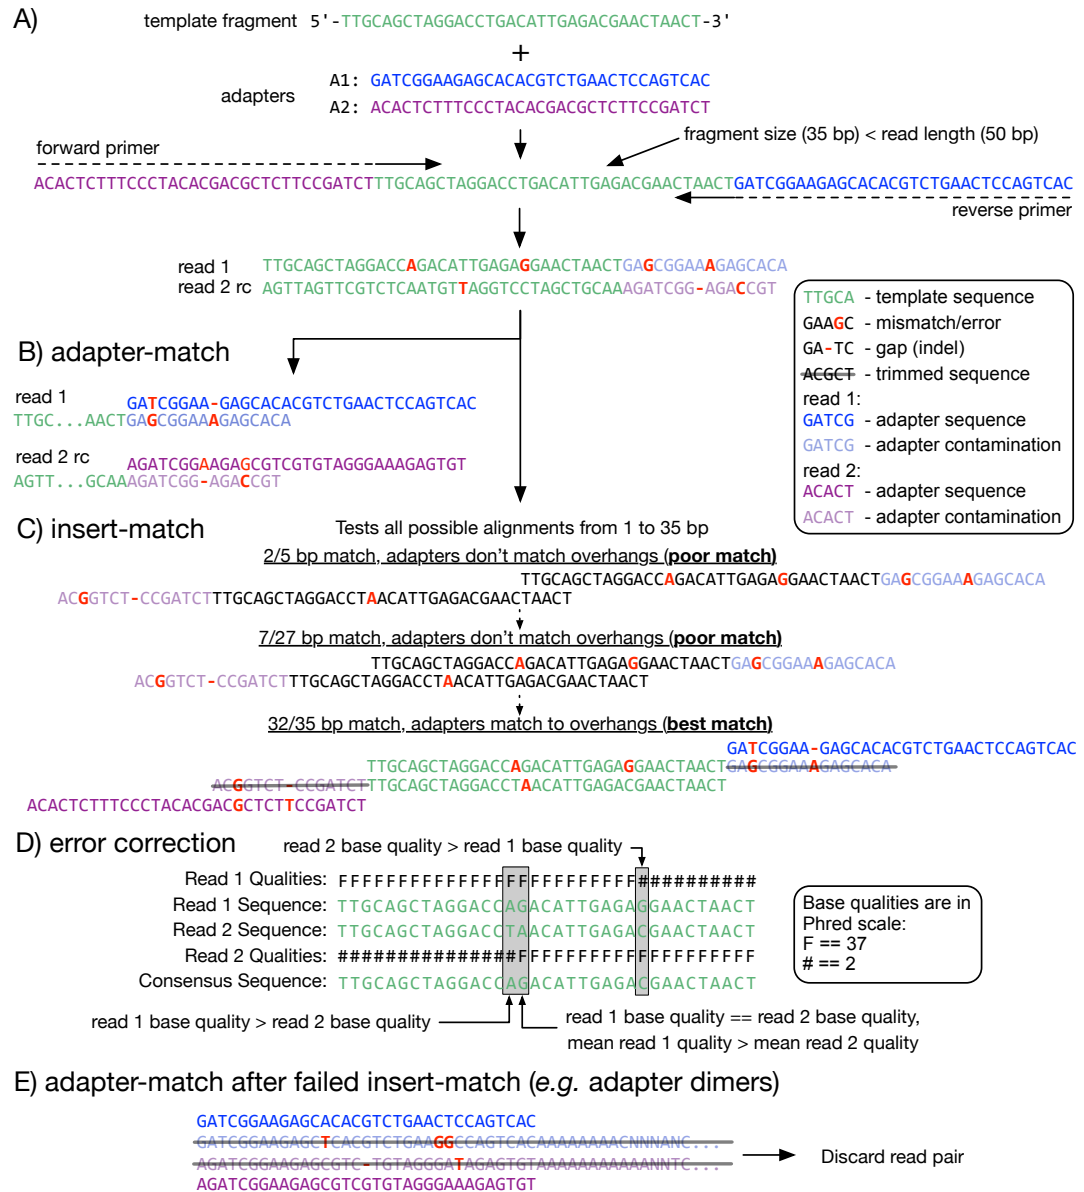 A)
template fragment 5'-TTGCAGCTAGGACCTGACATTGAGACGAACTAACT-3'
+
adapters
A1: GATCGGAAGAGCACACGTCTGAACTCCAGTCAC
A2: ACACTCTTTCCCTACACGACGCTCTTCCGATCT
fragment size (35 bp) < read length (50 bp)
forward primer
ACACTCTTTCCCTACACGACGCTCTTCCGATCTTTGCAGCTAGGACCTGACATTGAGACGAACTAACTGATCGGAAGAGCACACGTCTGAACTCCAGTCAC
reverse primer
read 1 TTGCAGCTAGGACCAGACATTGAGAGGAACTAACTGAGCGGAAAGAGCACA
read 2 rc AGTTAGTTCGTCTCAATGTTAGGTCCTAGCTGCAAAGATCGG-AGACCGT
TTGCA - template sequence
GAAGC - mismatch/error
GA-TC - gap (indel)
ACGCT - trimmed sequence
read 1:
GATCG - adapter sequence
GATCG - adapter contamination
read 2:
ACACT - adapter sequence
ACACT - adapter contamination
B) adapter-match
read 1
GATCGGAA-GAGCACACGTCTGAACTCCAGTCAC
TTGC...AACTGAGCGGAAAGAGCACA
read 2 rc
AGATCGGAAGAGCGTCGTGTAGGGAAAGAGTGT
AGTT...GCAAAGATCGG-AGACCGT
C) insert-match
Tests all possible alignments from 1 to 35 bp
2/5 bp match, adapters don't match overhangs (poor match)
TTGCAGCTAGGACCAGACATTGAGAGGAACTAACTGAGCGGAAAGAGCACA
ACGGTCT-CCGATCTTTGCAGCTAGGACCTAACATTGAGACGAACTAACT
7/27 bp match, adapters don't match overhangs (poor match)
TTGCAGCTAGGACCAGACATTGAGAGGAACTAACTGAGCGGAAAGAGCACA
ACGGTCT-CCGATCTTTGCAGCTAGGACCTAACATTGAGACGAACTAACT
32/35 bp match, adapters match to overhangs (best match)
GATCGGAA-GAGCACACGTCTGAACTCCAGTCAC
TTGCAGCTAGGACCAGACATTGAGAGGAACTAACTGAGCGGAAAGAGCACA
ACGGTCT-CCGATCTTTGCAGCTAGGACCTAACATTGAGACGAACTAACT
ACACTCTTTCCCTACACGACGCTCTTCCGATCT
D) error correction
read 2 base quality > read 1 base quality
Read 1 Qualities: FFFFFFFFFFFFFFFFFFFFFFFFF##########
Read 1 Sequence: TTGCAGCTAGGACCAGACATTGAGAGGAACTAACT
Read 2 Sequence: TTGCAGCTAGGACCTAACATTGAGACGAACTAACT
Read 2 Qualities: ###############FFFFFFFFFFFFFFFFFFFF
Consensus Sequence: TTGCAGCTAGGACCAGACATTGAGACGAACTAACT
Base qualities are in
Phred scale:
F == 37
# == 2
read 1 base quality > read 2 base quality
read 1 base quality == read 2 base quality,
mean read 1 quality > mean read 2 quality
E) adapter-match after failed insert-match (e.g. adapter dimers)
GATCGGAAGAGCACACGTCTGAACTCCAGTCAC
GATCGGAAGAGCTCACGTCTGAAGGCCAGTCACAAAAAAAACNNNANC...
AGATCGGAAGAGCGTC-TGTAGGGATAGAGTGTAAAAAAAAAAANNTC...
AGATCGGAAGAGCGTCGTGTAGGGAAAGAGTGT
Discard read pair